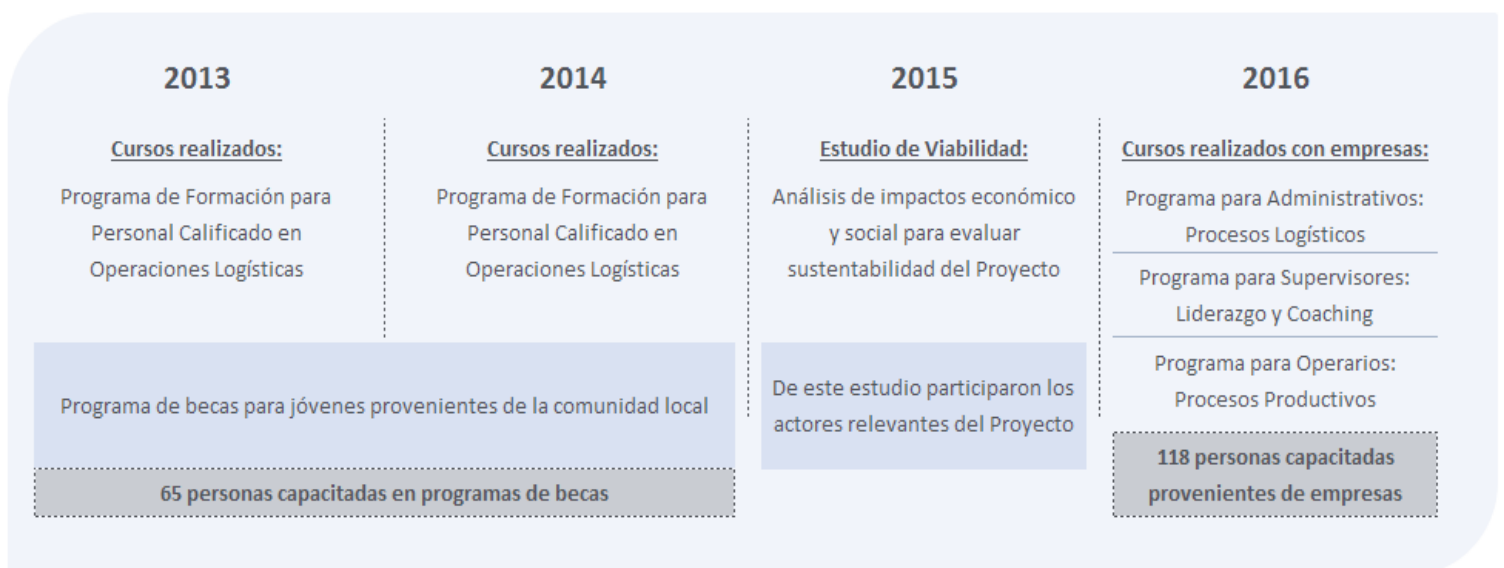 2013
Cursos realizados:
Programa de Formación para
Personal Calificado en
Operaciones Logísticas
2014
Cursos realizados:
Programa de Formación para
Personal Calificado en
Operaciones Logísticas
Programa de becas para jóvenes provenientes de la comunidad local
65 personas capacitadas en programas de becas
2015
Estudio de Viabilidad:
Análisis de impactos económico
y social para evaluar
sustentabilidad del Proyecto
De este estudio participaron los
actores relevantes del Proyecto
2016
Cursos realizados con empresas:
Programa para Administrativos:
Procesos Logísticos
Programa para Supervisores:
Liderazgo y Coaching
Programa para Operarios:
Procesos Productivos
118 personas capacitadas
provenientes de empresas